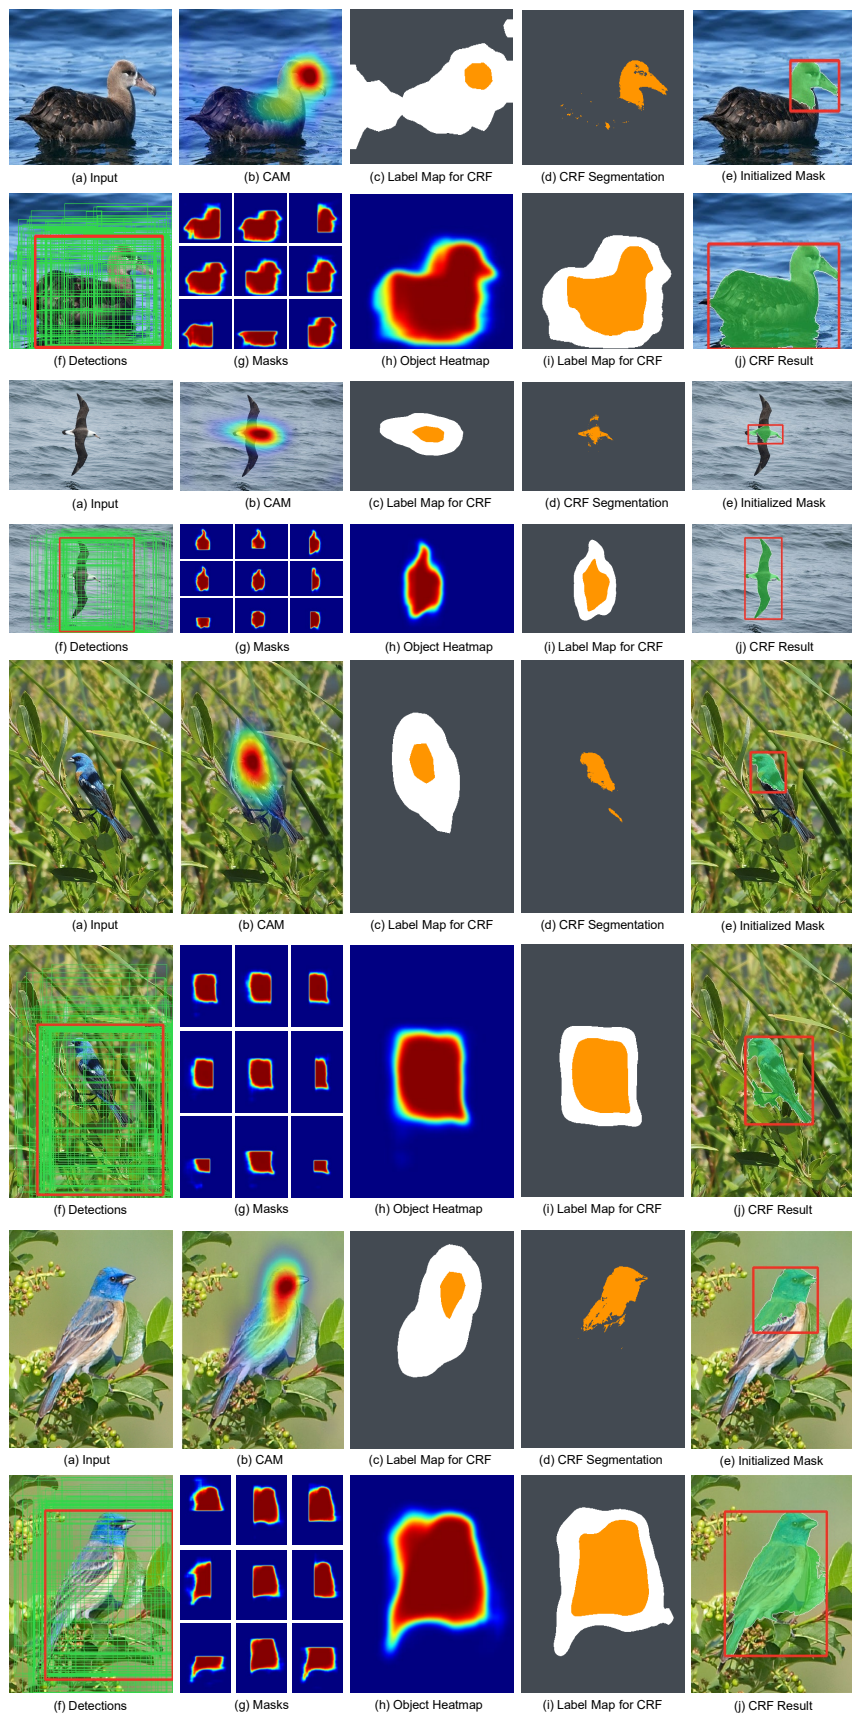 (a) Input
(b) CAM
(c) Label Map for CRF
(d) CRF Segmentation
(e) Initialized Mask
(f) Detections
(g) Masks
(h) Object Heatmap
(i) Label Map for CRF
(j) CRF Result
(a) Input
(b) CAM
(c) Label Map for CRF
(d) CRF Segmentation
(e) Initialized Mask
(f) Detections
(g) Masks
(h) Object Heatmap
(i) Label Map for CRF
(j) CRF Result
(a) Input
(b) CAM
(c) Label Map for CRF
(d) CRF Segmentation
(e) Initialized Mask
(f) Detections
(g) Masks
(h) Object Heatmap
(i) Label Map for CRF
(j) CRF Result
(a) Input
(b) CAM
(c) Label Map for CRF
(d) CRF Segmentation
(e) Initialized Mask
(f) Detections
(g) Masks
(h) Object Heatmap
(i) Label Map for CRF
(j) CRF Result